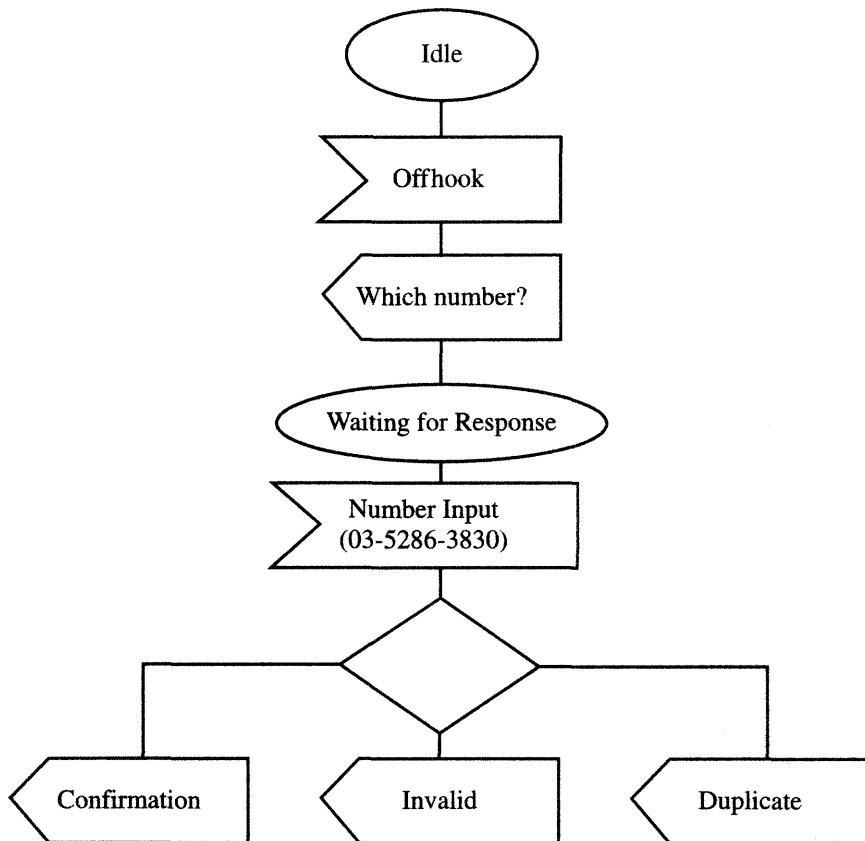 Idle
Offhook
Which number?
Waiting for Response
Number Input
(03-5286-3830)
Confirmation
Invalid
Duplicate